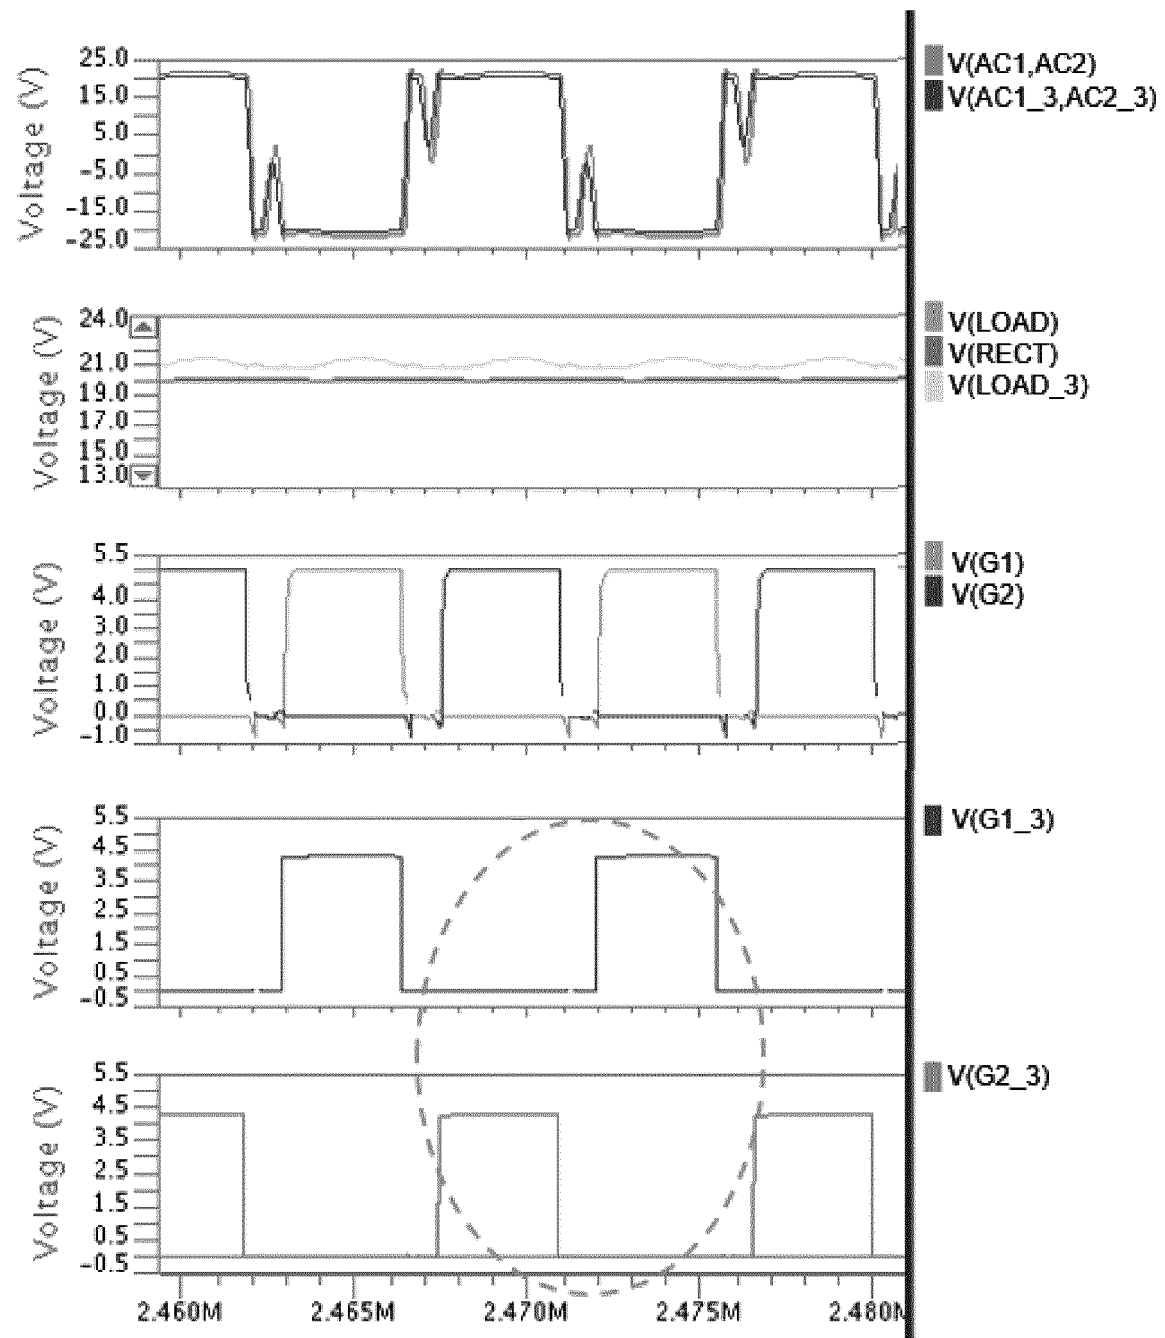 Voltage (V)
25.0
15.0
5.0
-5.0
-15.0
-25.0
V(AC1,AC2)
V(AC1_3,AC2_3)
Voltage (V)
24.0
21.0
19.0
17.0
15.0
13.0
V(LOAD)
V(RECT)
V(LOAD_3)
Voltage (V)
5.5
4.0
3.0
2.0
1.0
0.0
-1.0
V(G1)
V(G2)
Voltage (V)
5.5
4.5
3.5
2.5
1.5
0.5
-0.5
V(G1_3)
Voltage (V)
5.5
4.5
3.5
2.5
1.5
0.5
-0.5
V(G2_3)
2.460M 2.465M 2.470M 2.475M 2.480M